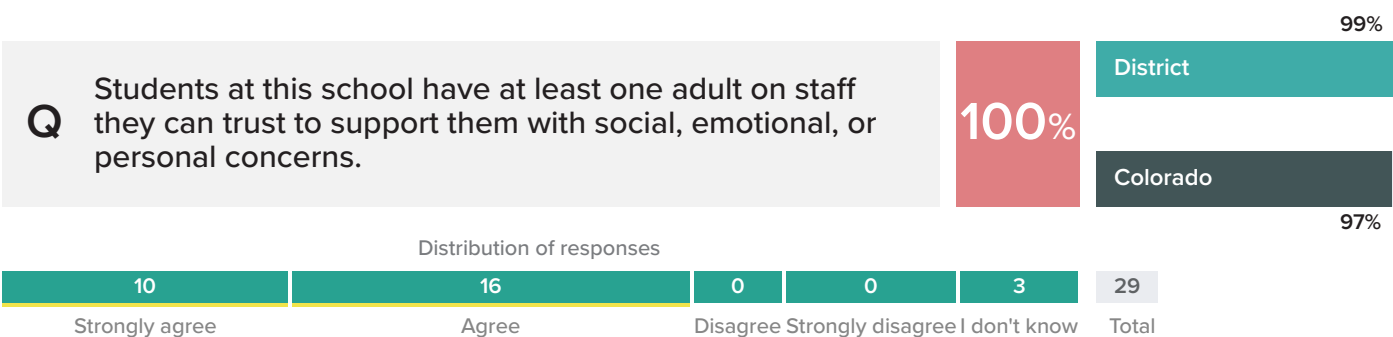 99%
Q
Students at this school have at least one adult on staff
they can trust to support them with social, emotional, or
personal concerns.
100%
District
Colorado
97%
Distribution of responses
10 16 0 0 3 29
Strongly agree Agree Disagree Strongly disagree I don't know Total